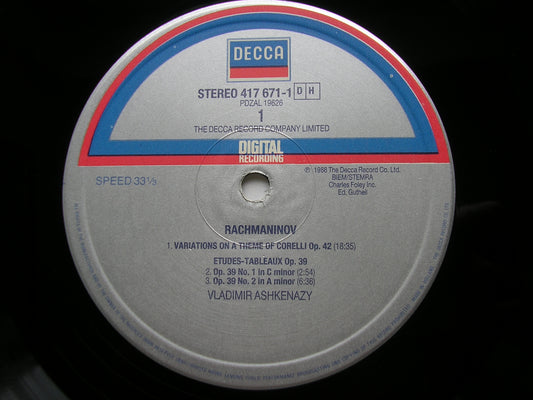 DECCA
STEREO 417 671-1 D H
PDZAL 19626
1
THE DECCA RECORD COMPANY LIMITED
DIGITAL
RECORDING
SPEED 33⅓
℗ 1988 The Decca Record Co. Ltd.
BIEM/STEMRA
Charles Foley Inc.
Ed. Gutheil
RACHMANINOV
1. VARIATIONS ON A THEME OF CORELLI Op. 42 (18:35)
ETUDES-TABLEAUX Op. 39
2. Op. 39 No. 1 in C minor (2:54)
3. Op. 39 No. 2 in A minor (6:36)
VLADIMIR ASHKENAZY